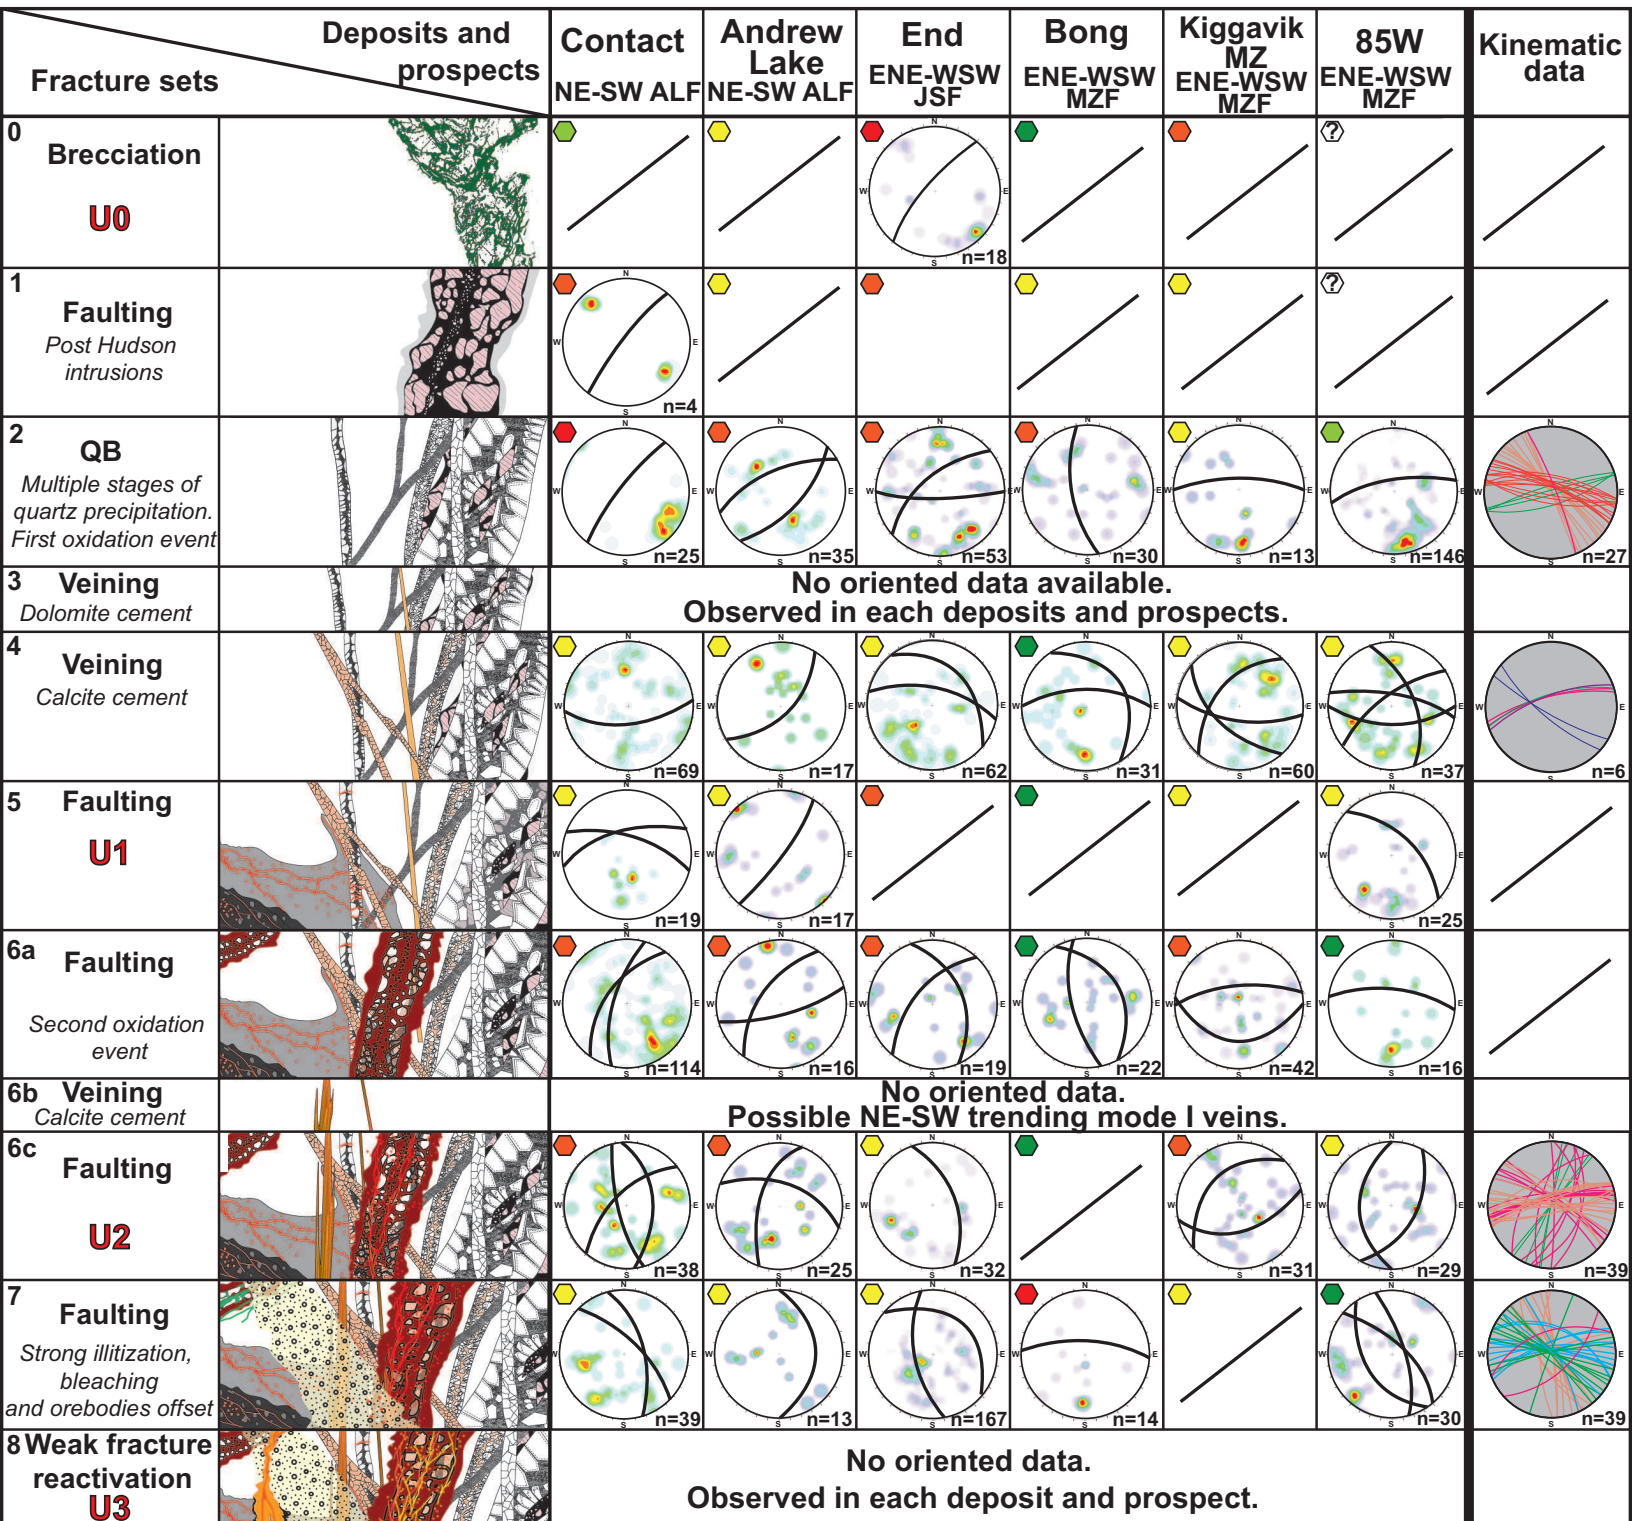 Deposits and
prospects
Fracture sets
Contact
NE-SW ALF
Andrew
Lake
NE-SW ALF
End
ENE-WSW
JSF
Bong
ENE-WSW
MZF
Kiggavik
MZ
ENE-WSW
MZF
85W
ENE-WSW
MZF
Kinematic
data
0
Brecciation
U0
N
W
E
S
n=18
?
1
Faulting
Post Hudson
intrusions
N
W
E
S
n=4
?
2
QB
Multiple stages of
quartz precipitation.
First oxidation event
N
W
E
S
n=25
N
W
E
S
n=35
N
W
E
S
n=53
N
W
E
S
n=30
N
W
E
S
n=13
N
W
E
S
n=146
N
W
E
S
n=27
3
Veining
Dolomite cement
No oriented data available.
Observed in each deposits and prospects.
4
Veining
Calcite cement
N
W
E
S
n=69
N
W
E
S
n=17
N
W
E
S
n=62
N
W
E
S
n=31
N
W
E
S
n=60
N
W
E
S
n=37
N
W
E
S
n=6
5
Faulting
U1
N
W
E
S
n=19
N
W
E
S
n=17
N
W
E
S
n=25
6a
Faulting
Second oxidation
event
N
W
E
S
n=114
N
W
E
S
n=16
N
W
E
S
n=19
N
W
E
S
n=22
N
W
E
S
n=42
N
W
E
S
n=16
6b
Veining
Calcite cement
No oriented data.
Possible NE-SW trending mode I veins.
6c
Faulting
U2
N
W
E
S
n=38
N
W
E
S
n=25
N
W
E
S
n=32
N
W
E
S
n=31
N
W
E
S
n=29
N
W
E
S
n=39
7
Faulting
Strong illitization,
bleaching
and orebodies offset
N
W
E
S
n=39
N
W
E
S
n=13
N
W
E
S
n=167
N
W
E
S
n=14
N
W
E
S
n=30
N
W
E
S
n=39
8 Weak fracture
reactivation
U3
No oriented data.
Observed in each deposit and prospect.